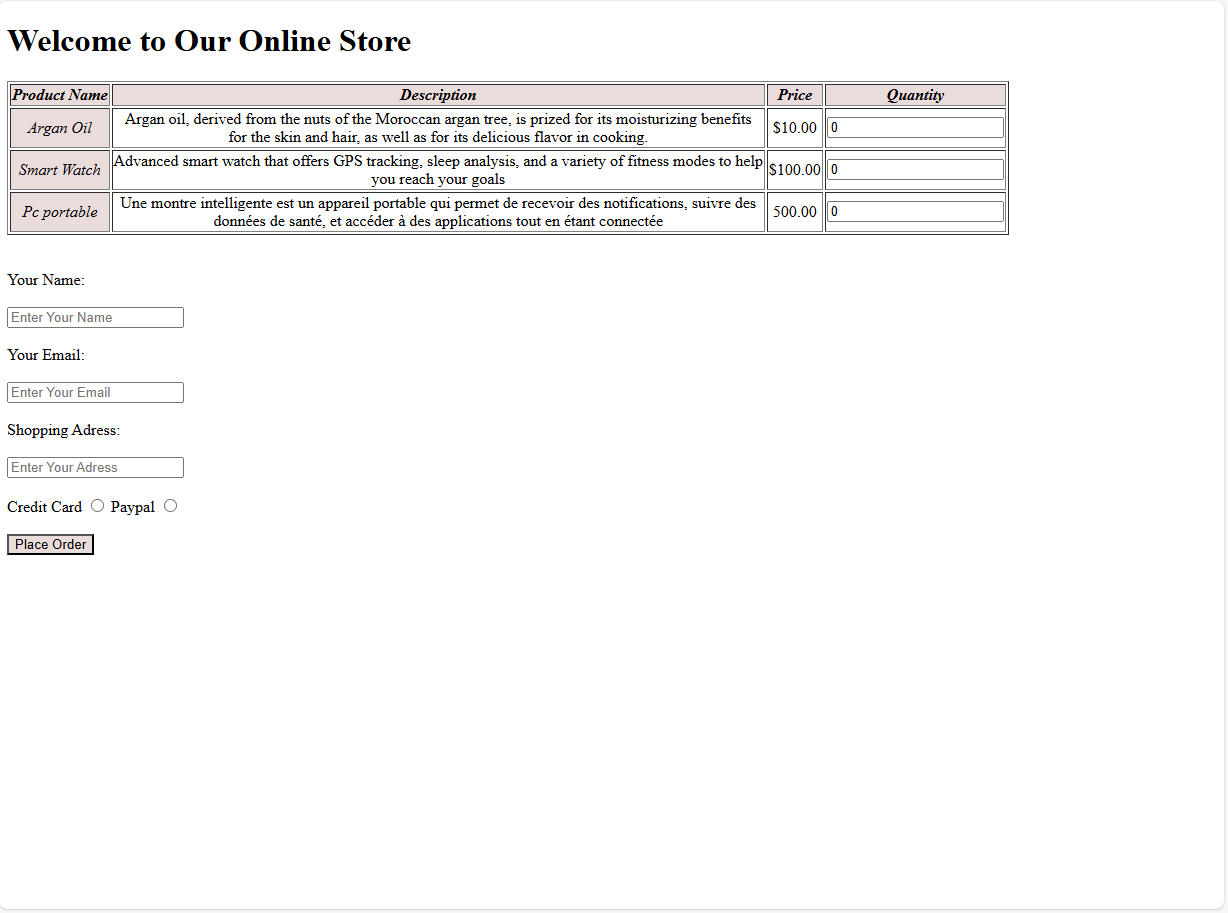 Welcome to Our Online Store
Product Name Description Price Quantity
Argan Oil Argan oil, derived from the nuts of the Moroccan argan tree, is prized for its moisturizing benefits $10.00 0
for the skin and hair, as well as for its delicious flavor in cooking.
Smart Watch Advanced smart watch that offers GPS tracking, sleep analysis, and a variety of fitness modes to help $100.00 0
you reach your goals
Pc portable Une montre intelligente est un appareil portable qui permet de recevoir des notifications, suivre des 500.00 0
données de santé, et accéder à des applications tout en étant connectée
Your Name:
Enter Your Name
Your Email:
Enter Your Email
Shopping Adress:
Enter Your Adress
Credit Card Paypal
Place Order